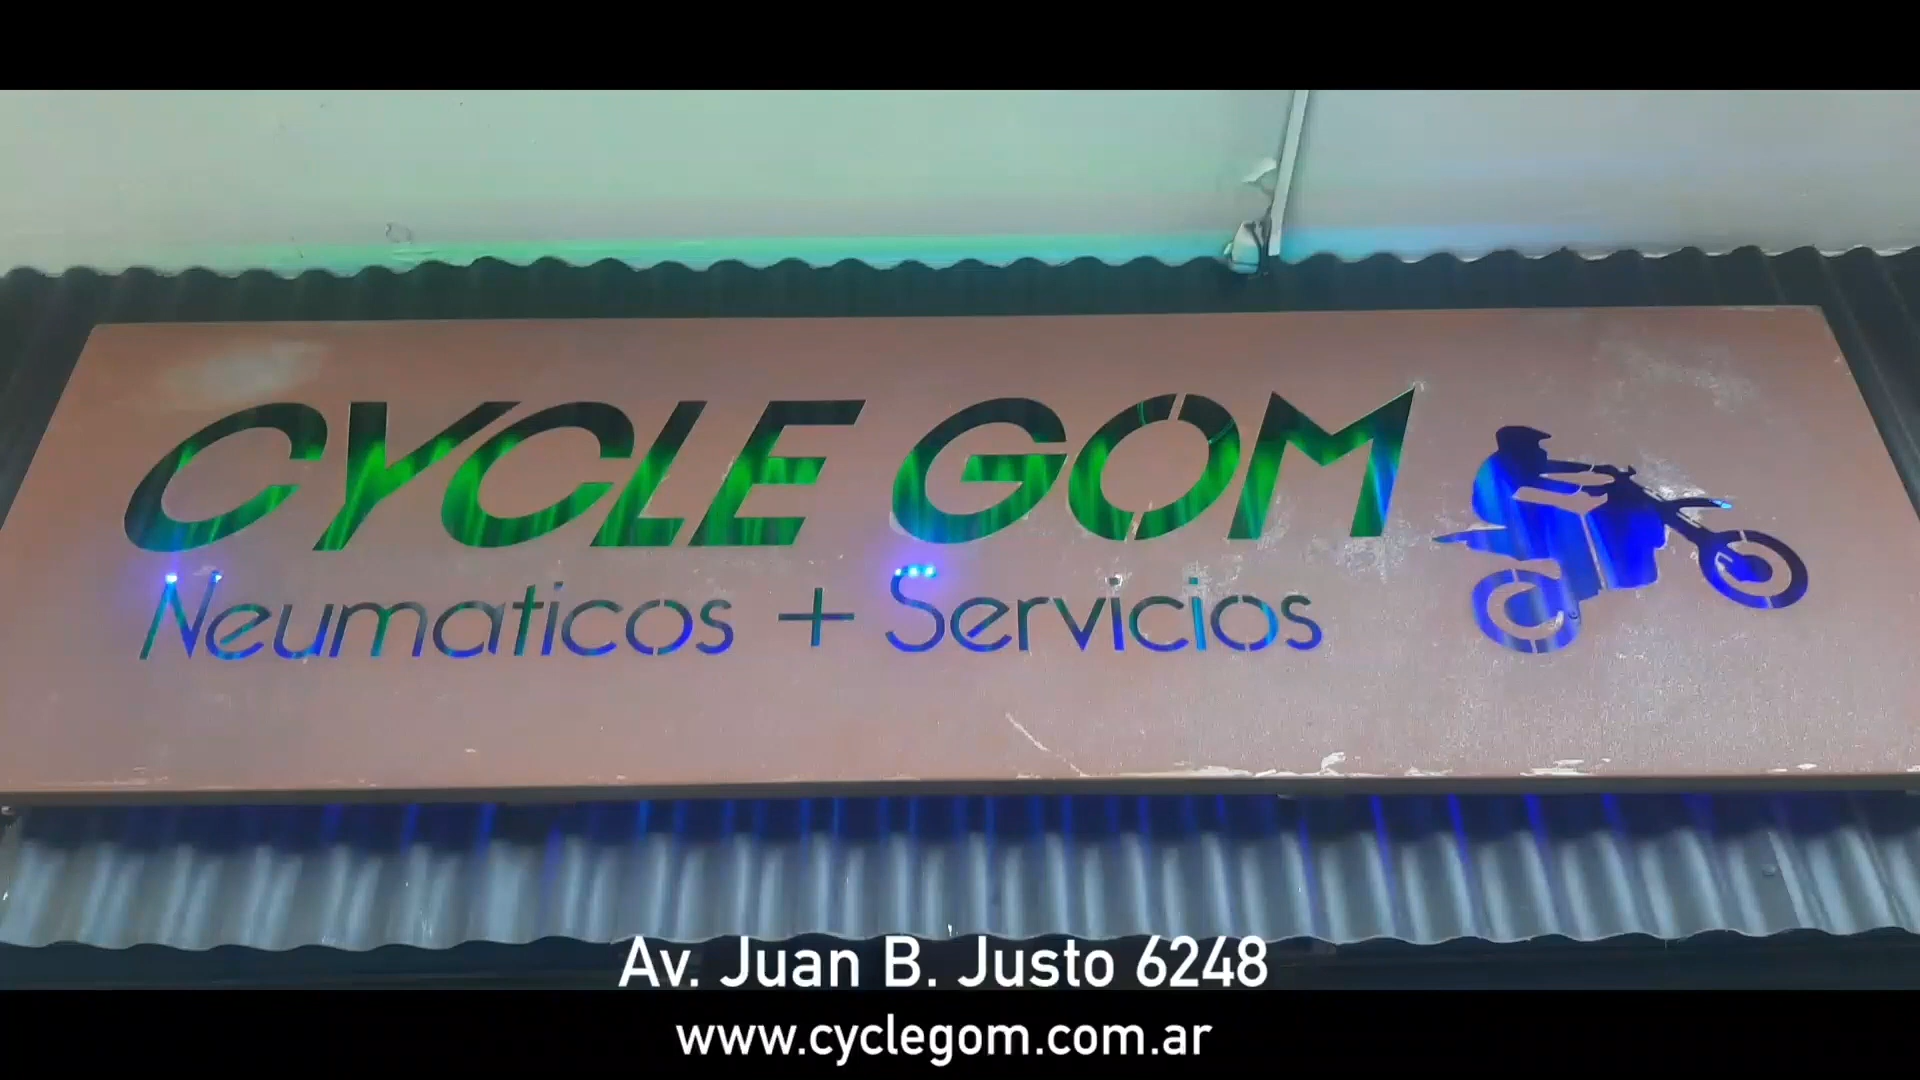 CYCLE GOM
Neumaticos + Servicios
Av. Juan B. Justo 6248
www.cyclegom.com.ar